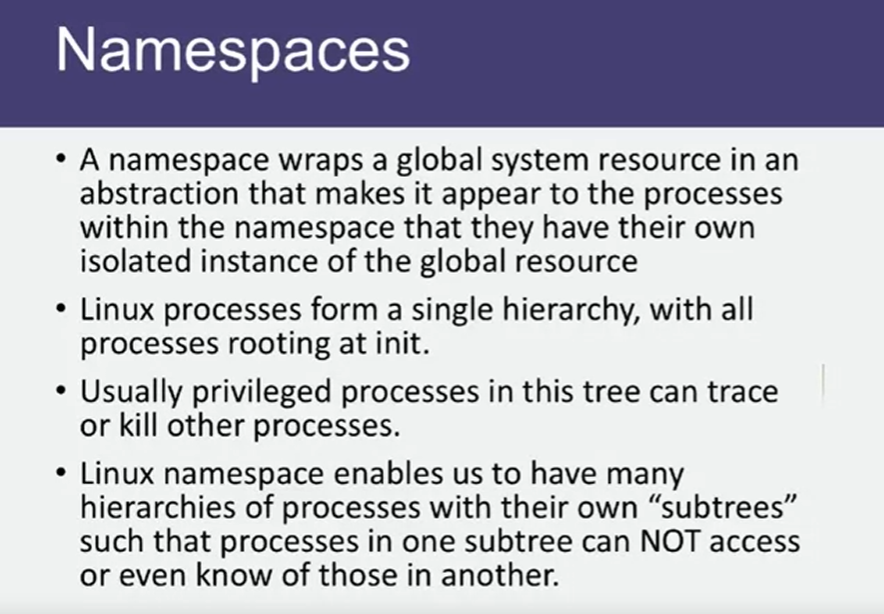 Namespaces
• A namespace wraps a global system resource in an
abstraction that makes it appear to the processes
within the namespace that they have their own
isolated instance of the global resource
• Linux processes form a single hierarchy, with all
processes rooting at init.
• Usually privileged processes in this tree can trace
or kill other processes.
• Linux namespace enables us to have many
hierarchies of processes with their own “subtrees”
such that processes in one subtree can NOT access
or even know of those in another.